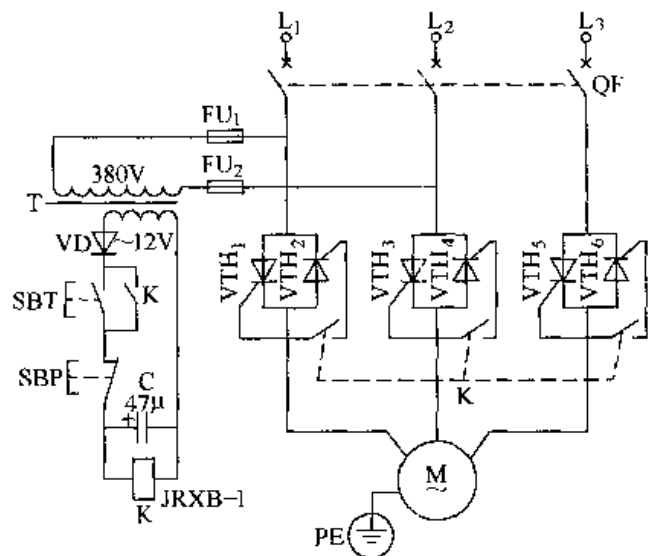 L1
L2
L3
QF
FU1
FU2
380V
T
VD
~12V
SBT
K
SBP
C
47μ
+
JRXB-1
K
VTH1
VTH2
VTH3
VTH4
VTH5
VTH6
K
M
~
PE